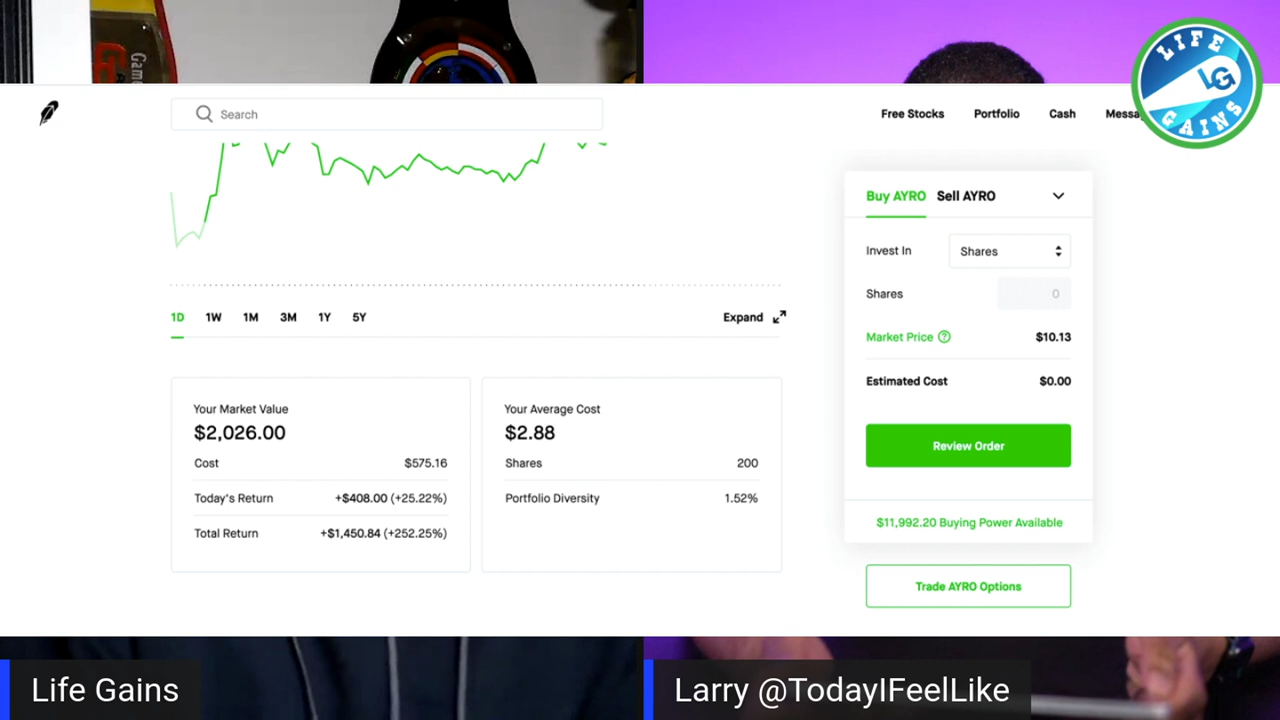 Game
LIFE
LG
GAINS
Search
Free Stocks
Portfolio
Cash
Buy AYRO
Sell AYRO
Invest In
Shares
Shares
0
Market Price ?
$10.13
Estimated Cost
$0.00
Review Order
$11,992.20 Buying Power Available
Trade AYRO Options
1D 1W 1M 3M 1Y 5Y
Expand
Your Market Value
$2,026.00
Cost $575.16
Today's Return +$408.00 (+25.22%)
Total Return +$1,450.84 (+252.25%)
Your Average Cost
$2.88
Shares 200
Portfolio Diversity 1.52%
Life Gains
Larry @TodayIFeelLike